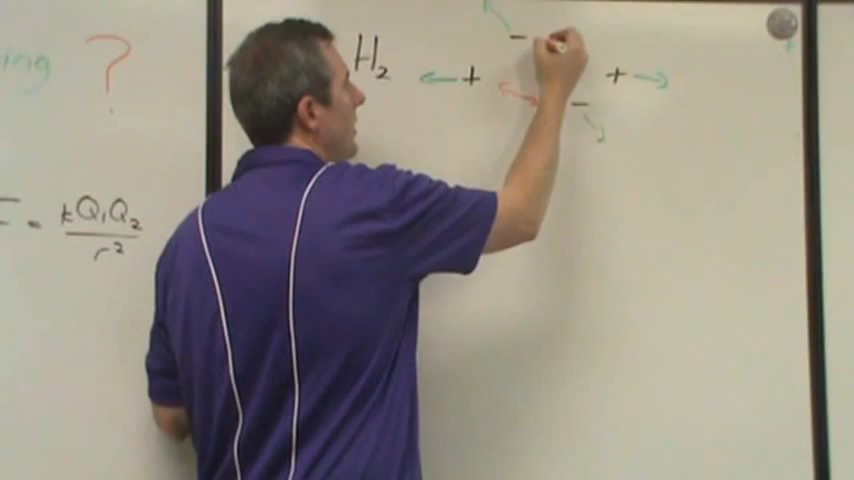 ing ?
H₂
- 
+ +
-
= kQ₁Q₂ / r²